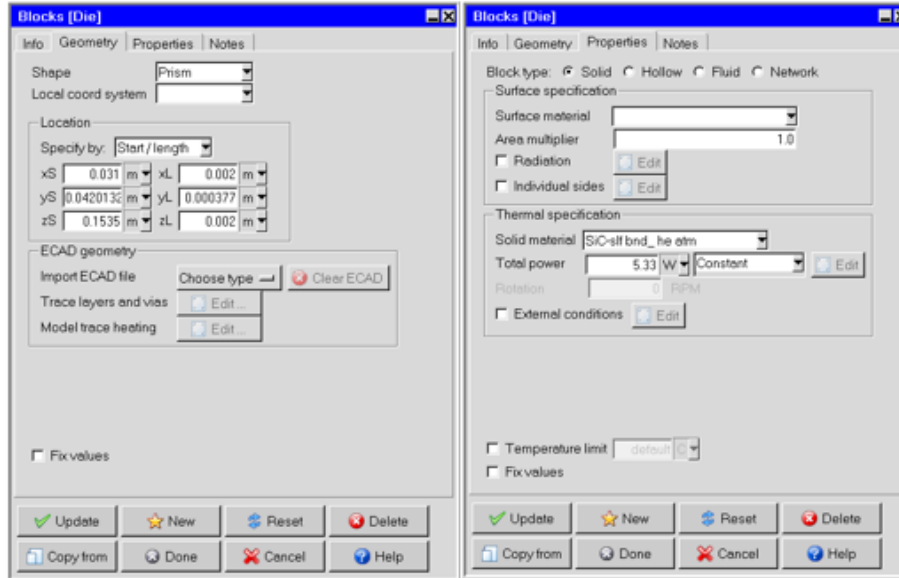 Blocks [Die]
Info Geometry Properties Notes
Shape Prism
Local coord system
Location
Specify by: Start / length
xS 0.031 m xL 0.002 m
yS 0.0420132 m yL 0.000377 m
zS 0.1535 m zL 0.002 m
ECAD geometry
Import ECAD file Choose type Clear ECAD
Trace layers and vias Edit ...
Model trace heating Edit ...
Fix values
Update New Reset Delete
Copy from Done Cancel Help
Blocks [Die]
Info Geometry Properties Notes
Block type: Solid Hollow Fluid Network
Surface specification
Surface material
Area multiplier 1.0
Radiation Edit
Individual sides Edit
Thermal specification
Solid material SiC-slf bnd_he atm
Total power 5.33 W Constant Edit
Rotation 0 RPM
External conditions Edit
Temperature limit default C
Fix values
Update New Reset Delete
Copy from Done Cancel Help